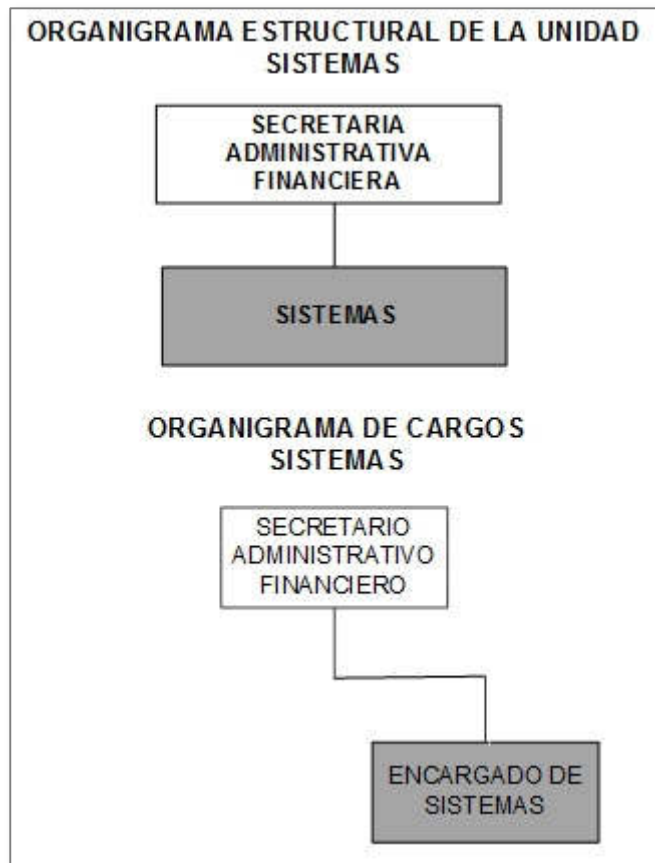 ORGANIGRAMA ESTRUCTURAL DE LA UNIDAD
SISTEMAS
SECRETARIA
ADMINISTRATIVA
FINANCIERA
SISTEMAS
ORGANIGRAMA DE CARGOS
SISTEMAS
SECRETARIO
ADMINISTRATIVO
FINANCIERO
ENCARGADO DE
SISTEMAS